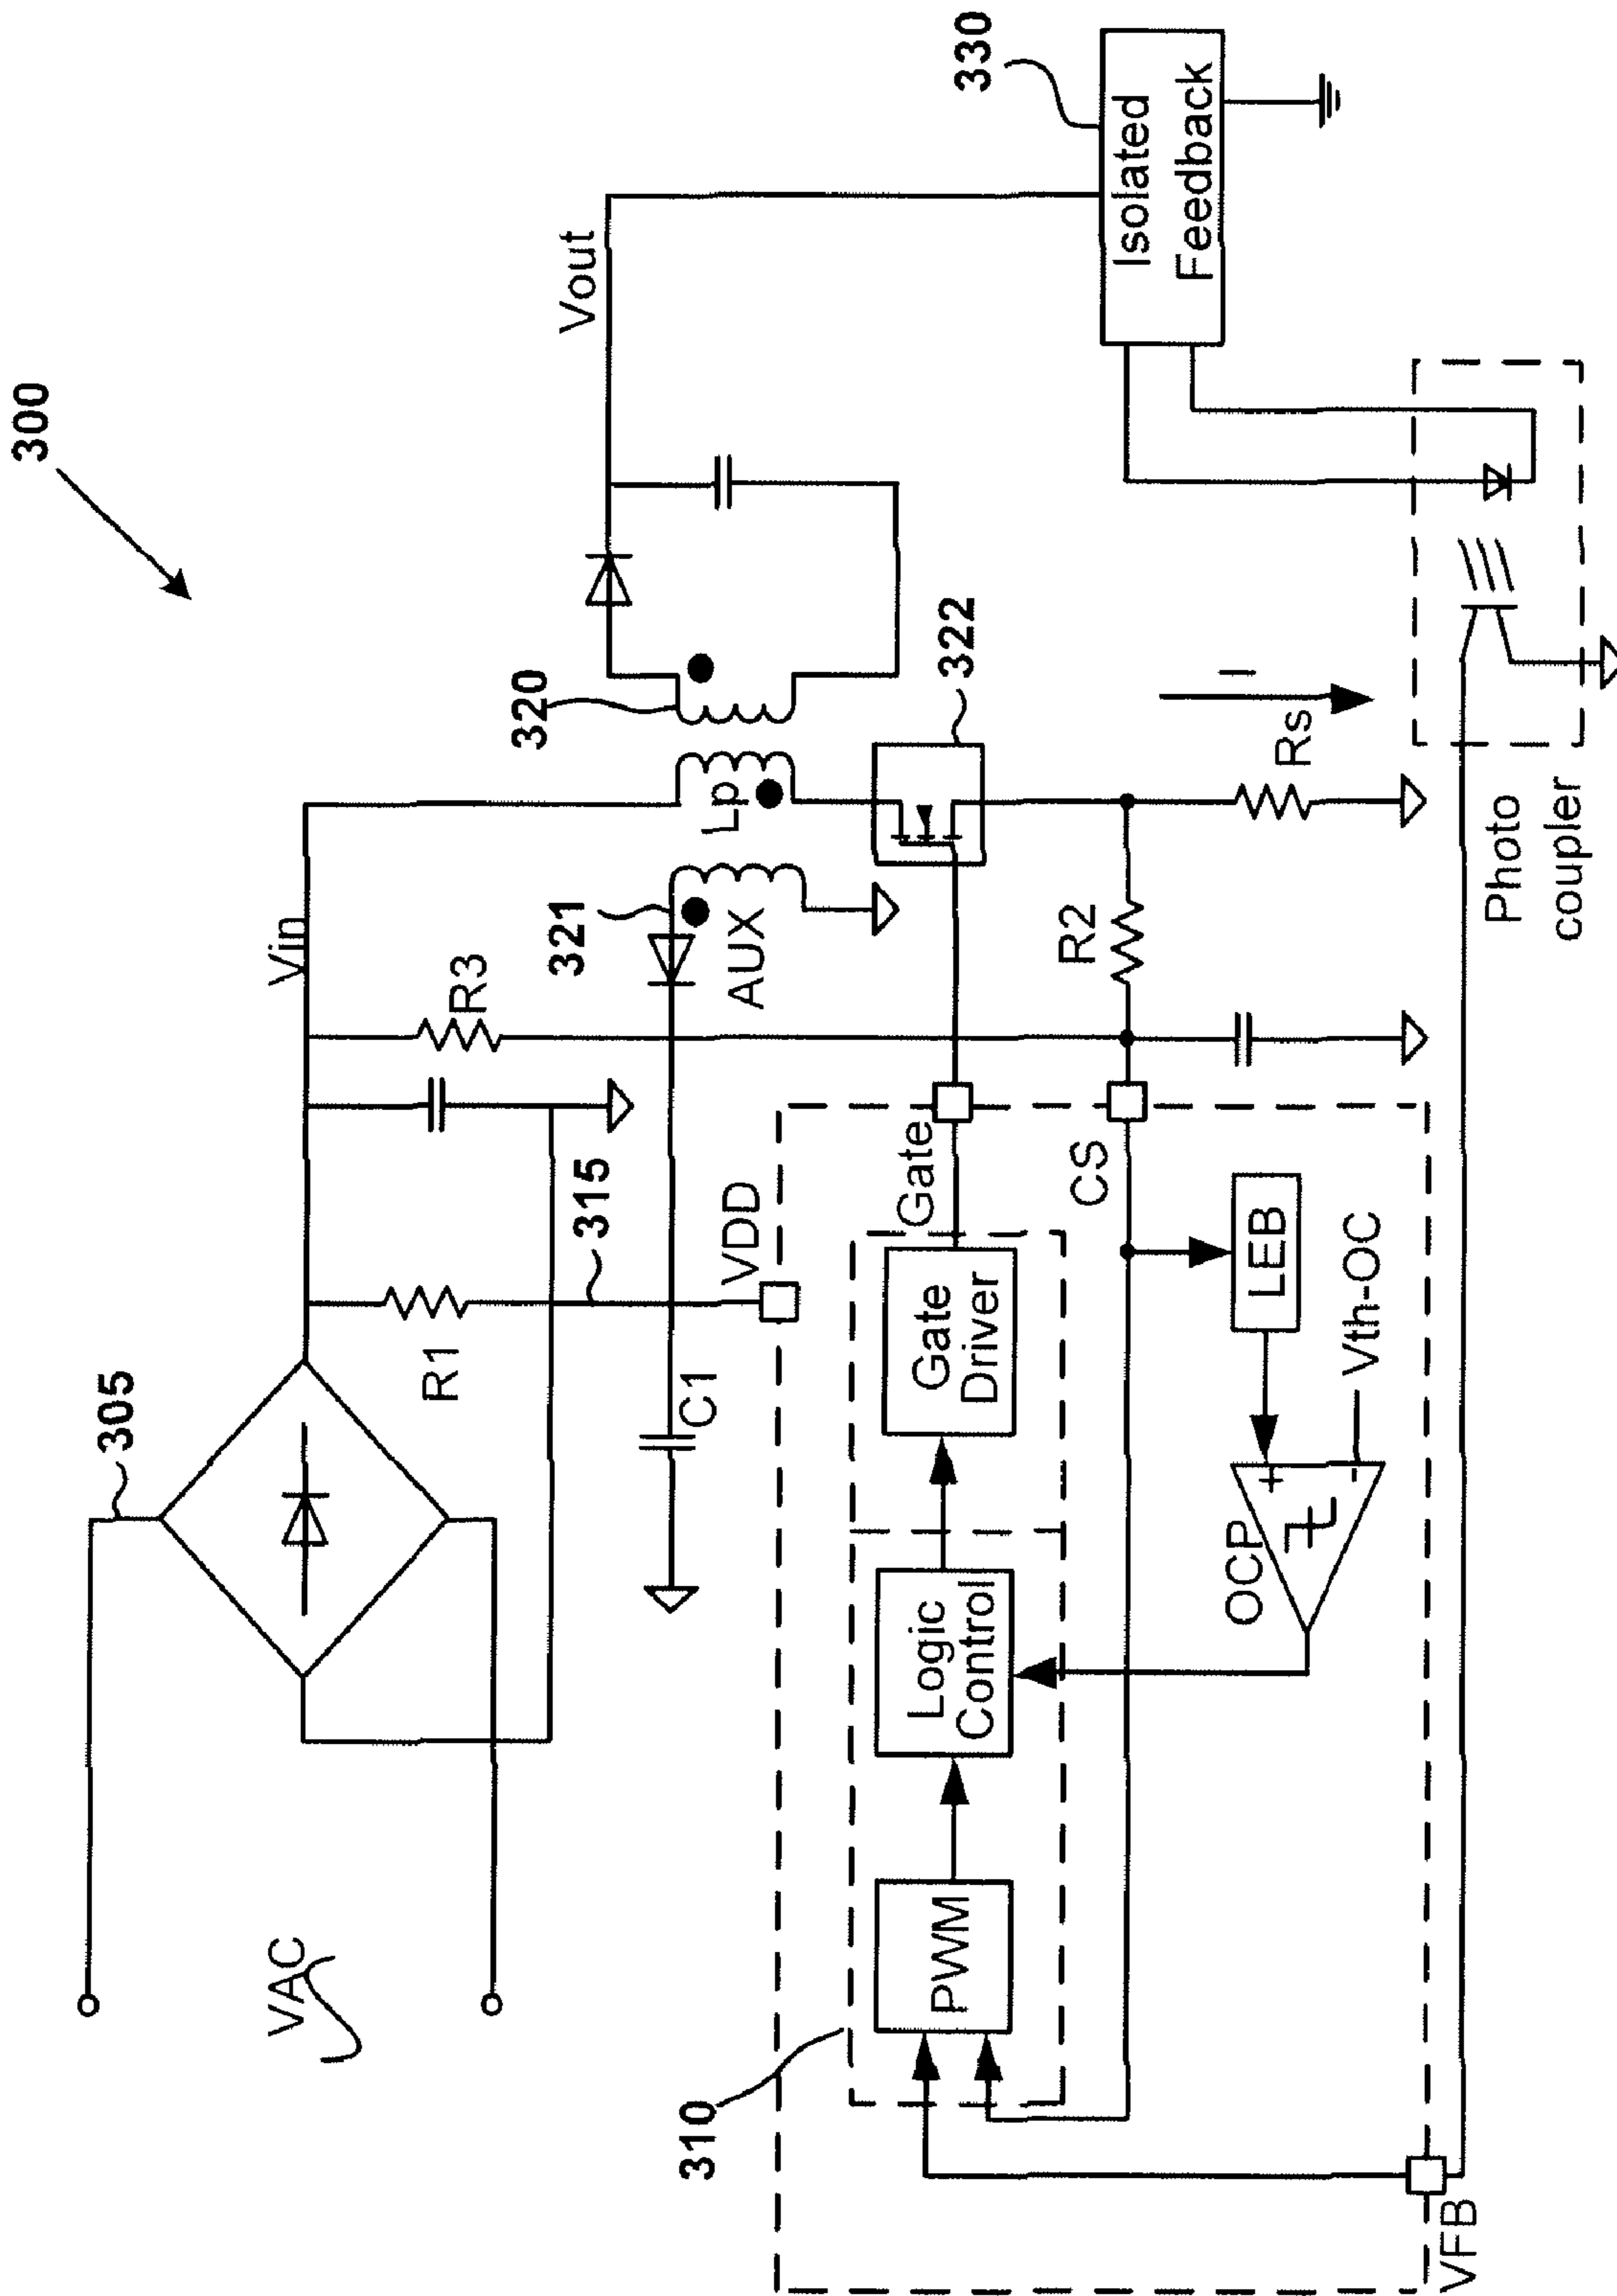 300
305
VAC
Vin
R1
R3
315
321
320
Vout
C1
VDD
AUX
Lp
322
310
PWM
Logic
Control
Gate
Driver
Gate
CS
R2
330
Isolated
Feedback
OCP
+
-
LEB
Vth-OC
Rs
I
VFB
Photo
coupler